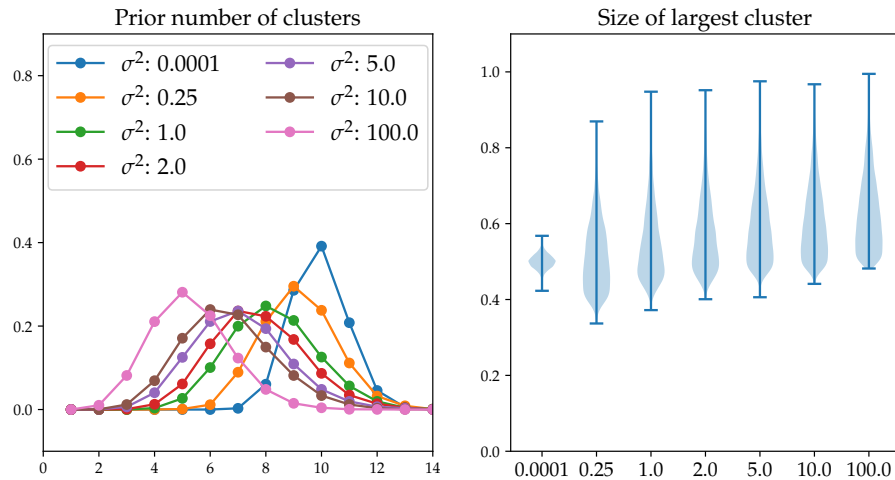 Prior number of clusters
σ²: 0.0001
σ²: 0.25
σ²: 1.0
σ²: 2.0
σ²: 5.0
σ²: 10.0
σ²: 100.0
0.8
0.6
0.4
0.2
0.0
0 2 4 6 8 10 12 14
Size of largest cluster
1.0
0.8
0.6
0.4
0.2
0.0
0.0001 0.25 1.0 2.0 5.0 10.0 100.0